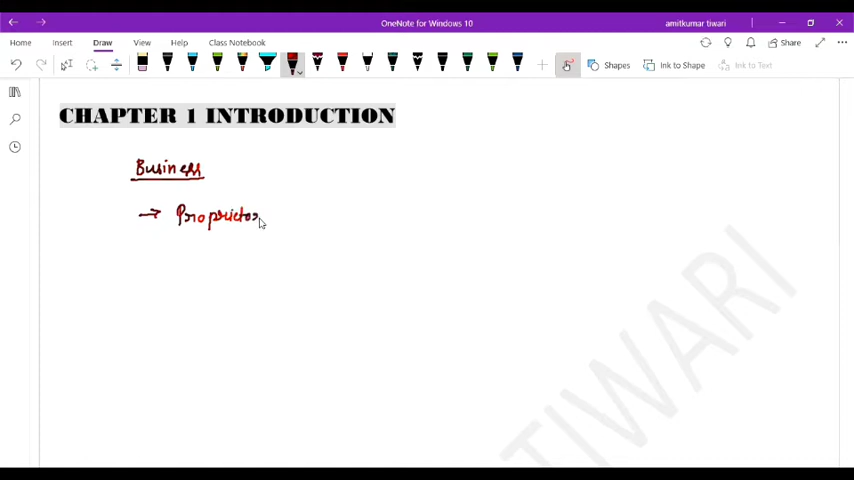 OneNote for Windows 10
amitkumar tiwari
Home Insert Draw View Help Class Notebook
Share
Shapes
Ink to Shape
Ink to Text
CHAPTER 1 INTRODUCTION
Business
→ Proprietor
TIWARI